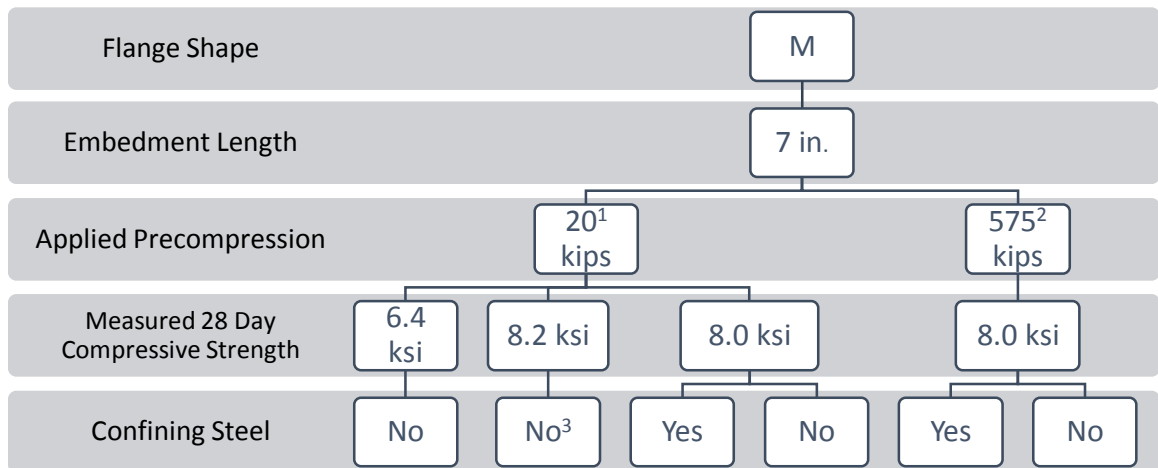 Flange Shape
M
Embedment Length
7 in.
Applied Precompression
20¹
kips
575²
kips
Measured 28 Day
Compressive Strength
6.4
ksi
8.2 ksi
8.0 ksi
8.0 ksi
Confining Steel
No
No³
Yes
No
Yes
No